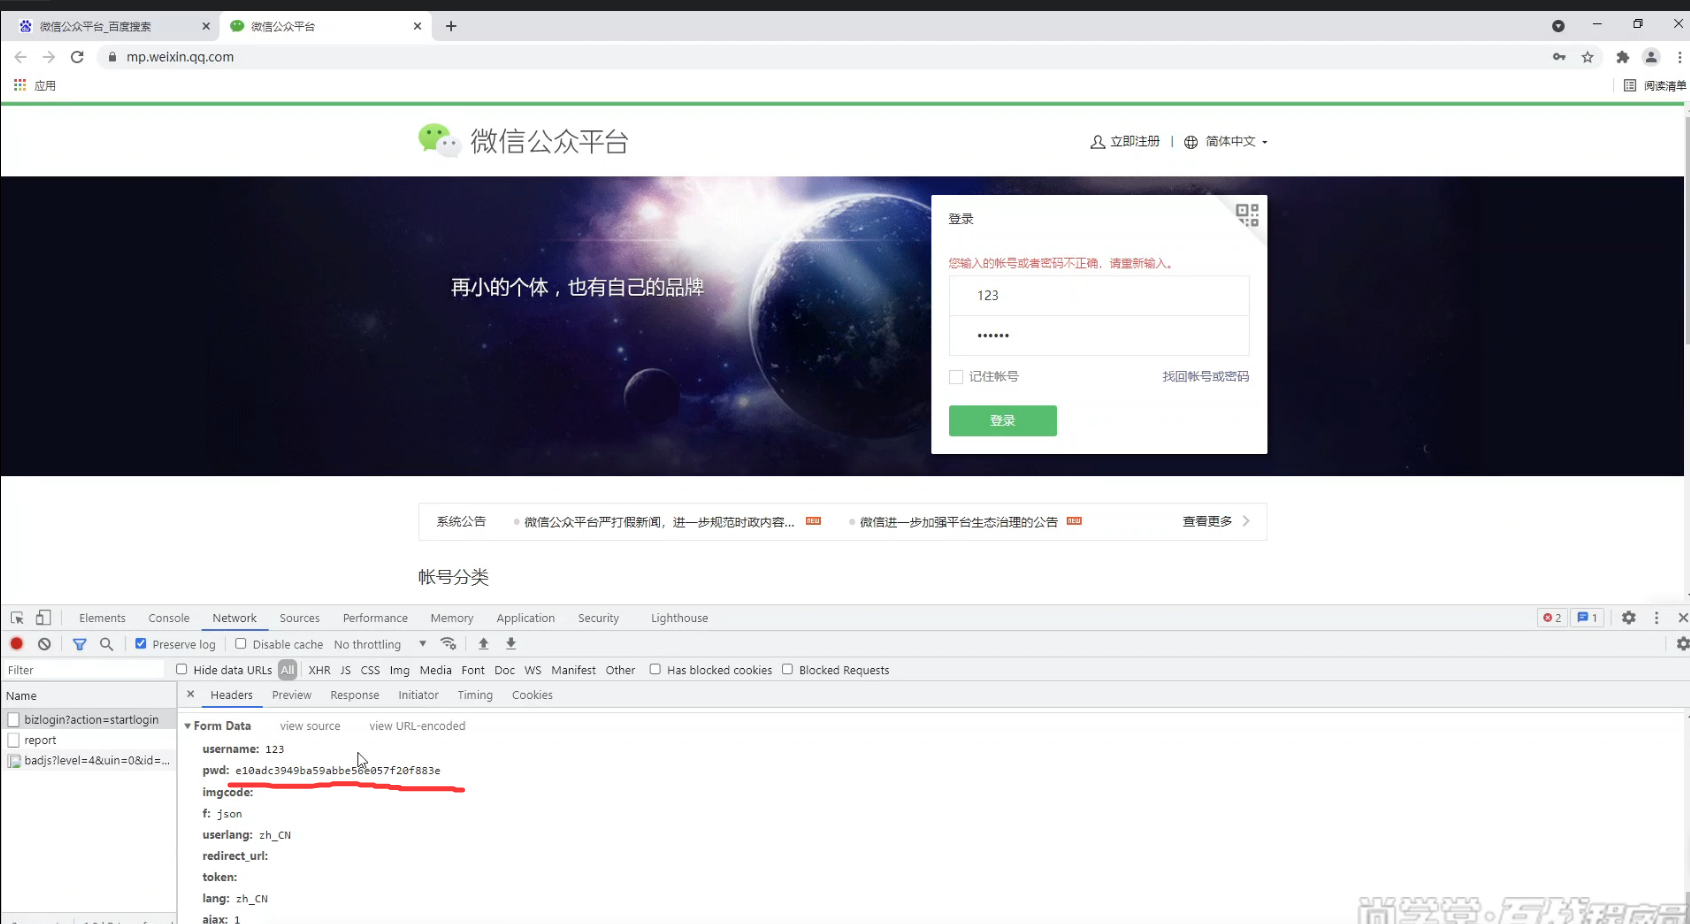 微信公众平台_百度搜索
微信公众平台
mp.weixin.qq.com
应用
阅读清单
微信公众平台
立即注册 | 简体中文
登录
再小的个体，也有自己的品牌
您输入的帐号或者密码不正确，请重新输入。
123
••••••
记住帐号 找回帐号或密码
登录
系统公告 微信公众平台严打假新闻，进一步规范时政内容... 微信进一步加强平台生态治理的公告 查看更多
帐号分类
Elements Console Network Sources Performance Memory Application Security Lighthouse 2 1
Preserve log Disable cache No throttling
Filter Hide data URLs All XHR JS CSS Img Media Font Doc WS Manifest Other Has blocked cookies Blocked Requests
Name Headers Preview Response Initiator Timing Cookies
bizlogin?action=startlogin
report
badjs?level=4&uin=0&id=...
Form Data view source view URL-encoded
username: 123
pwd: e10adc3949ba59abbe56e057f20f883e
imgcode:
f: json
userlang: zh_CN
redirect_url:
token:
lang: zh_CN
ajax: 1
尚学堂·百战程序员